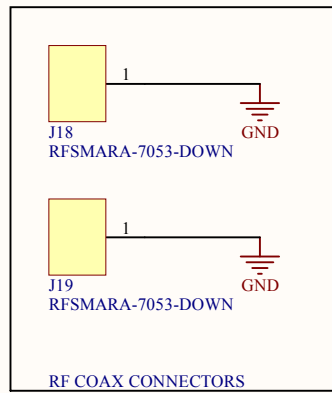 1
J18
GND
RFSMARA-7053-DOWN
1
J19
GND
RFSMARA-7053-DOWN
RF COAX CONNECTORS